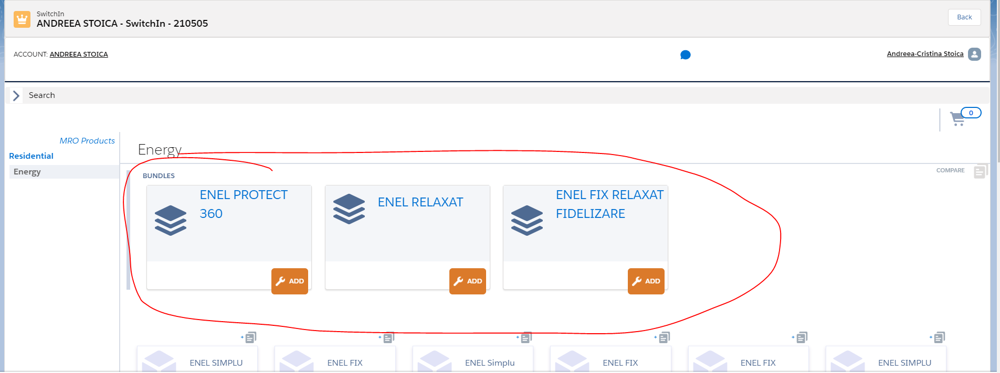 SwitchIn
ANDREEA STOICA - SwitchIn - 210505
Back
ACCOUNT: ANDREEA STOICA
Andreea-Cristina Stoica
Search
0
MRO Products
Residential
Energy
Energy
BUNDLES
COMPARE
ENEL PROTECT
360
ENEL RELAXAT
ENEL FIX RELAXAT
FIDELIZARE
ADD
ADD
ADD
+
+
+
+
+
+
ENEL SIMPLU
ENEL FIX
ENEL Simplu
ENEL FIX
ENEL FIX
ENEL SIMPLU